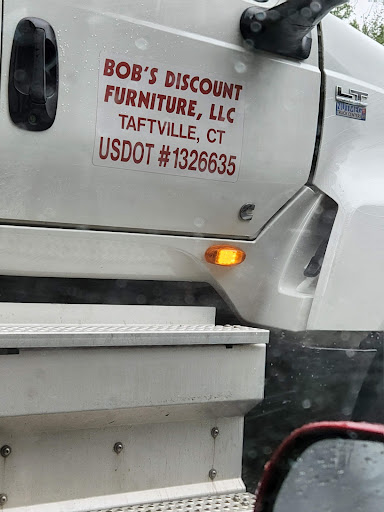 BOB'S DISCOUNT
FURNITURE, LLC
TAFTVILLE, CT
USDOT #1326635